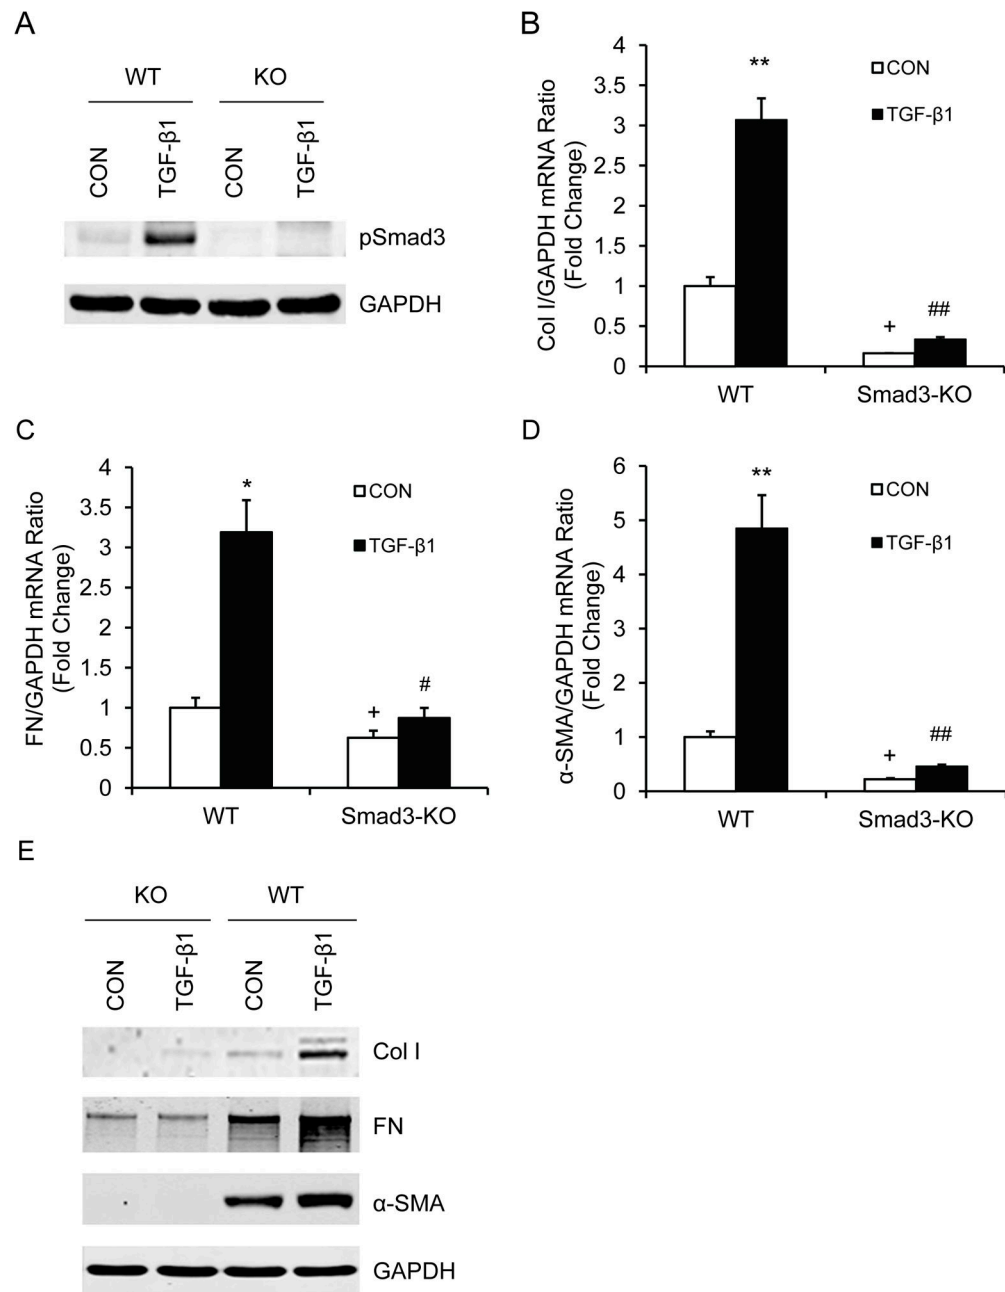 A
WT KO
CON TGF-β1 CON TGF-β1
pSmad3
GAPDH
B
Col I/GAPDH mRNA Ratio
(Fold Change)
4
3.5
3
2.5
2
1.5
1
0.5
0
**
+
##
CON
TGF-β1
WT Smad3-KO
C
FN/GAPDH mRNA Ratio
(Fold Change)
4
3.5
3
2.5
2
1.5
1
0.5
0
*
+
#
CON
TGF-β1
WT Smad3-KO
D
α-SMA/GAPDH mRNA Ratio
(Fold Change)
6
5
4
3
2
1
0
**
+
##
CON
TGF-β1
WT Smad3-KO
E
KO WT
CON TGF-β1 CON TGF-β1
Col I
FN
α-SMA
GAPDH